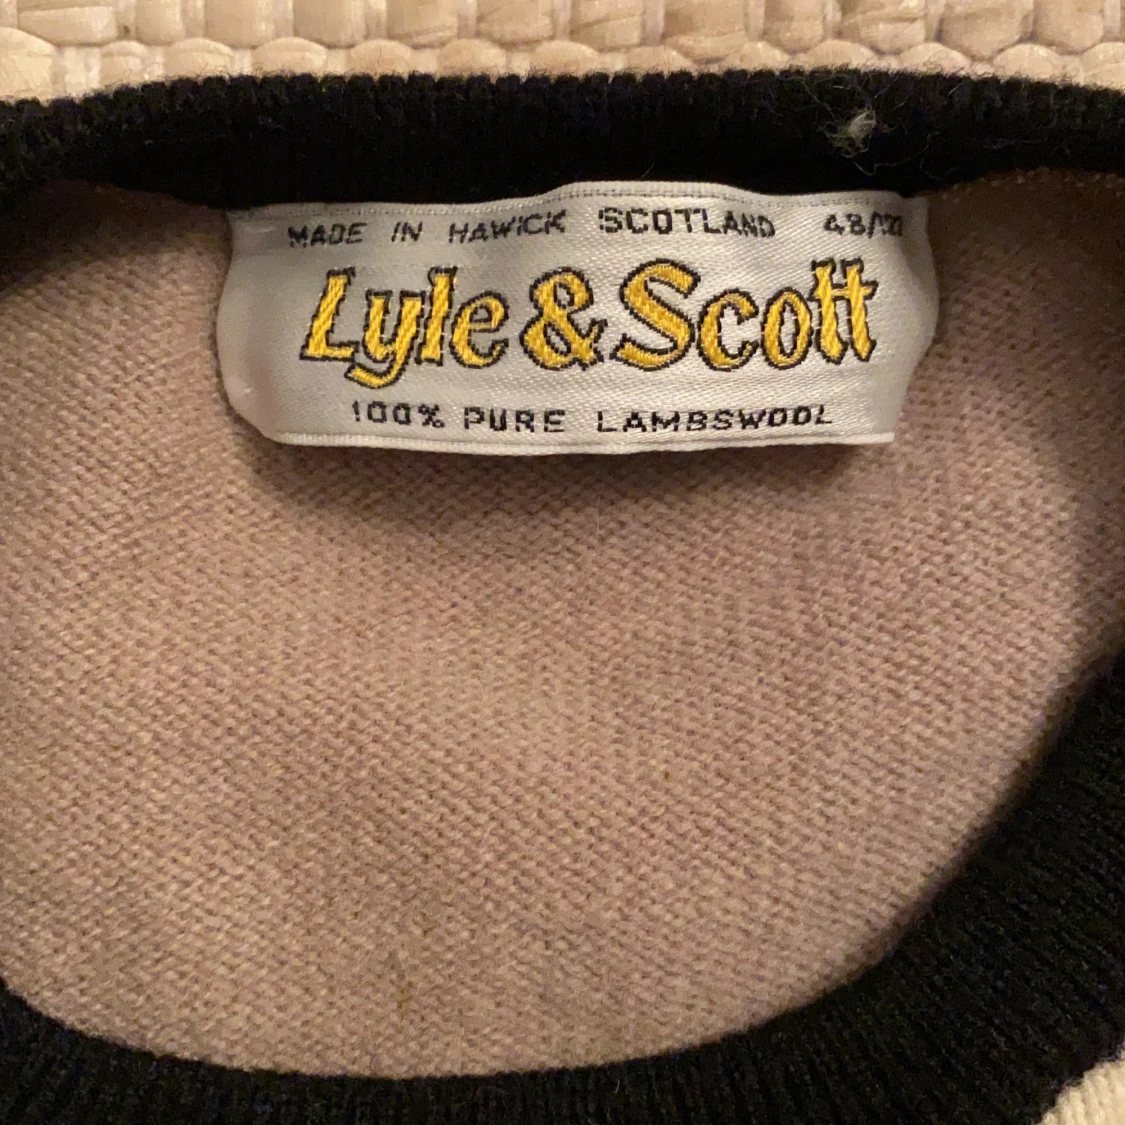 MADE IN HAWICK SCOTLAND
Lyle & Scott
100% PURE LAMBSWOOL